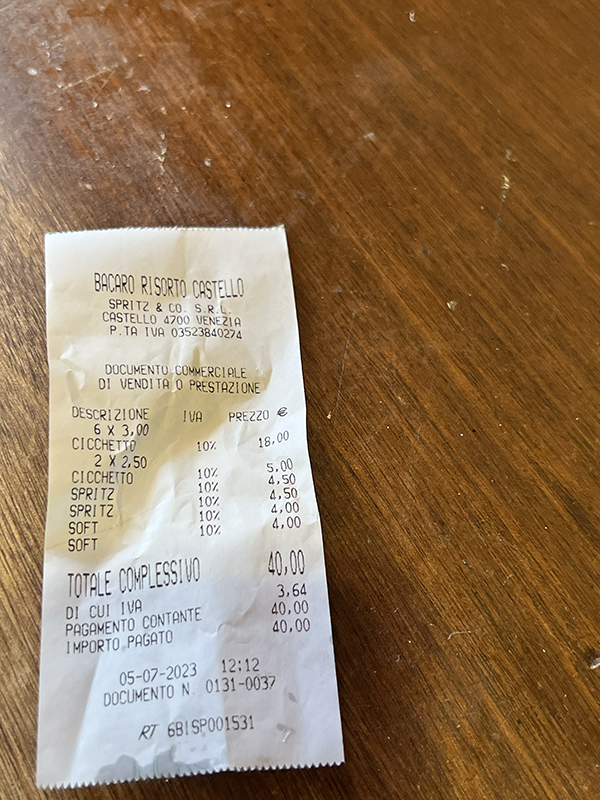 BACARO RISORTO CASTELLO
SPRITZ & CO. S.R.L.
CASTELLO 4700 VENEZIA
P.TA IVA 03523840274
DOCUMENTO COMMERCIALE
DI VENDITA O PRESTAZIONE
DESCRIZIONE IVA PREZZO €
6 X 3,00
CICCHETTO 10% 18,00
2 X 2,50
CICCHETTO 10% 5,00
SPRITZ 10% 4,50
SPRITZ 10% 4,50
SOFT 10% 4,00
SOFT 10% 4,00
TOTALE COMPLESSIVO 40,00
DI CUI IVA 3,64
PAGAMENTO CONTANTE 40,00
IMPORTO PAGATO 40,00
05-07-2023 12:12
DOCUMENTO N. 0131-0037
RT 6BISP001531